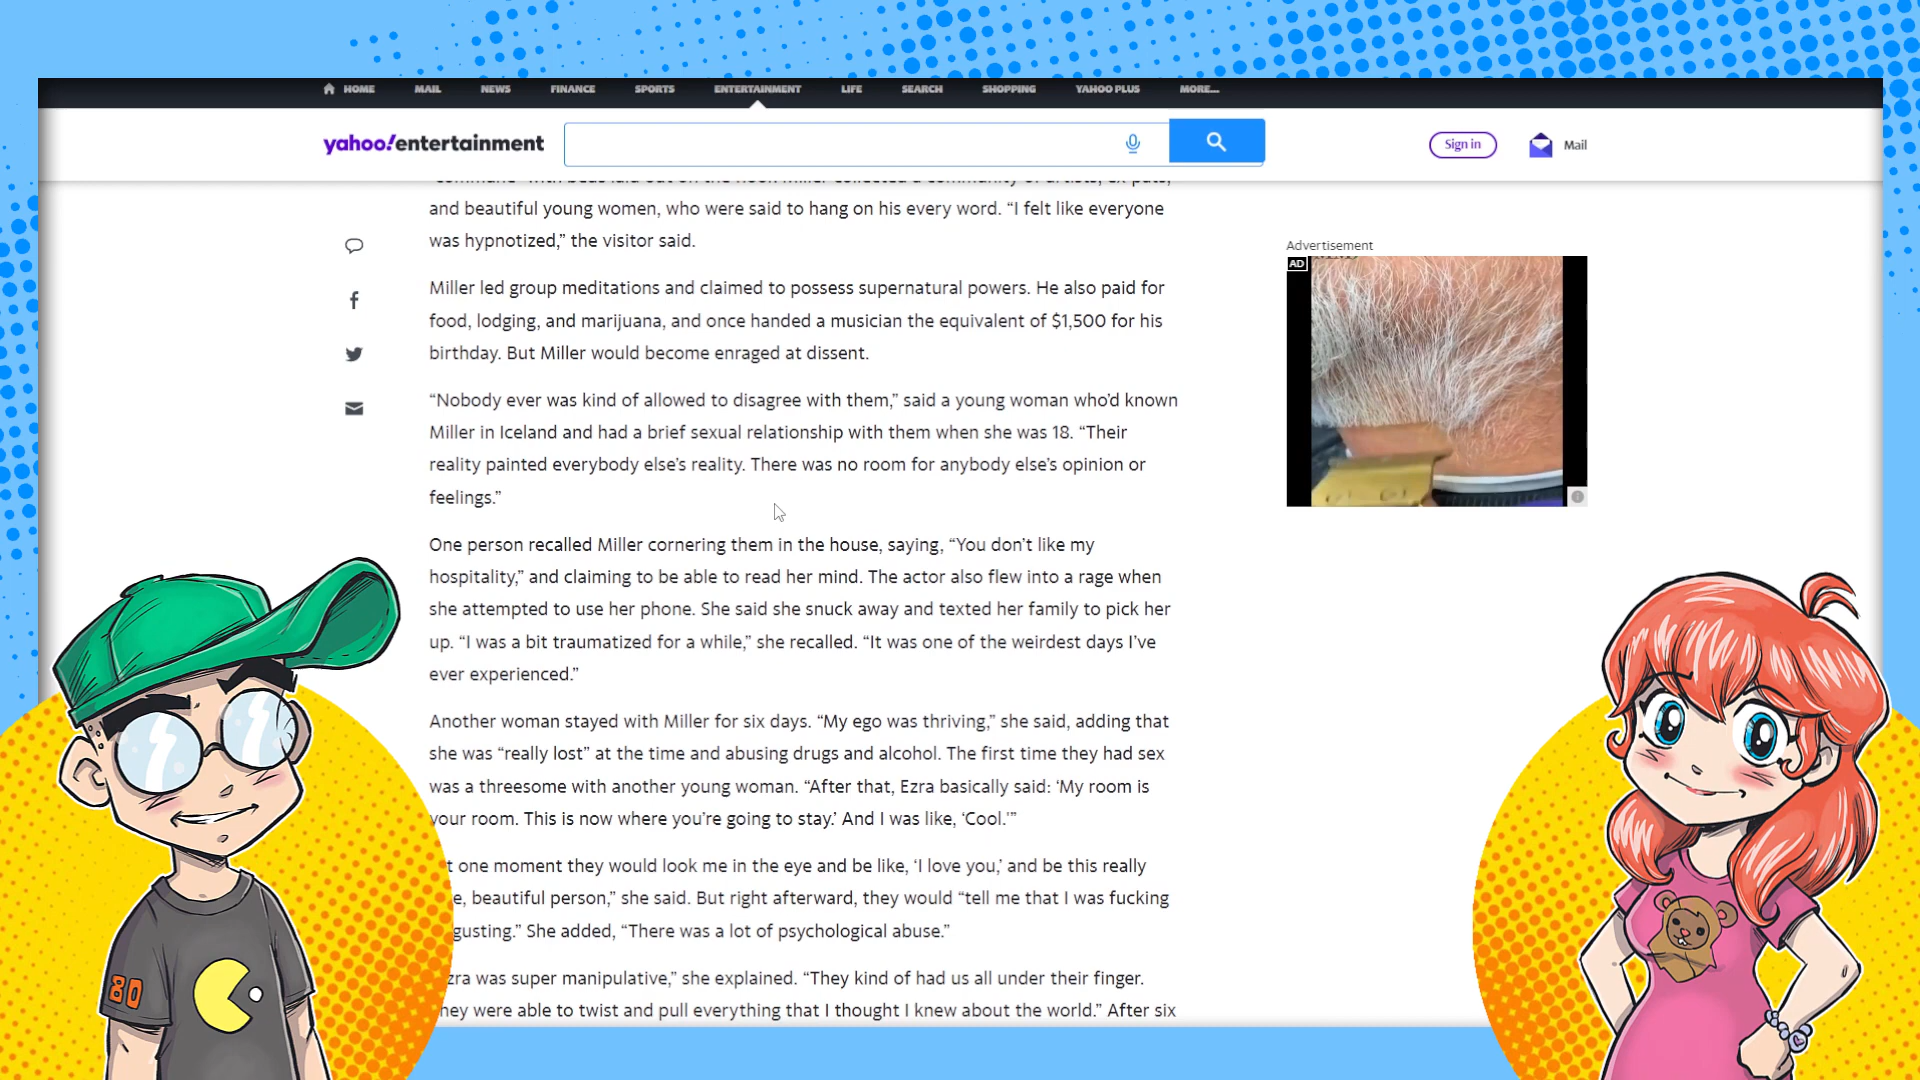 HOME MAIL NEWS FINANCE SPORTS ENTERTAINMENT LIFE SEARCH SHOPPING YAHOO PLUS MORE...
yahoo!entertainment
Sign in
Mail
and beautiful young women, who were said to hang on his every word. “I felt like everyone
was hypnotized,” the visitor said.
Miller led group meditations and claimed to possess supernatural powers. He also paid for
food, lodging, and marijuana, and once handed a musician the equivalent of $1,500 for his
birthday. But Miller would become enraged at dissent.
“Nobody ever was kind of allowed to disagree with them,” said a young woman who’d known
Miller in Iceland and had a brief sexual relationship with them when she was 18. “Their
reality painted everybody else’s reality. There was no room for anybody else’s opinion or
feelings.”
One person recalled Miller cornering them in the house, saying, “You don’t like my
hospitality,” and claiming to be able to read her mind. The actor also flew into a rage when
she attempted to use her phone. She said she snuck away and texted her family to pick her
up. “I was a bit traumatized for a while,” she recalled. “It was one of the weirdest days I’ve
ever experienced.”
Another woman stayed with Miller for six days. “My ego was thriving,” she said, adding that
she was “really lost” at the time and abusing drugs and alcohol. The first time they had sex
was a threesome with another young woman. “After that, Ezra basically said: ‘My room is
your room. This is now where you’re going to stay.’ And I was like, ‘Cool.’”
one moment they would look me in the eye and be like, ‘I love you,’ and be this really
beautiful person,” she said. But right afterward, they would “tell me that I was fucking
gusting.” She added, “There was a lot of psychological abuse.”
zra was super manipulative,” she explained. “They kind of had us all under their finger.
hey were able to twist and pull everything that I thought I knew about the world.” After six
Advertisement
AD
80